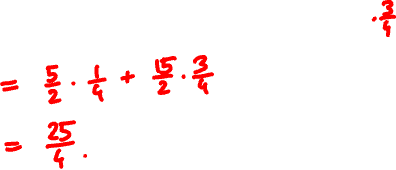 · 3/4
= 5/2 · 1/4 + 15/2 · 3/4
= 25/4 .